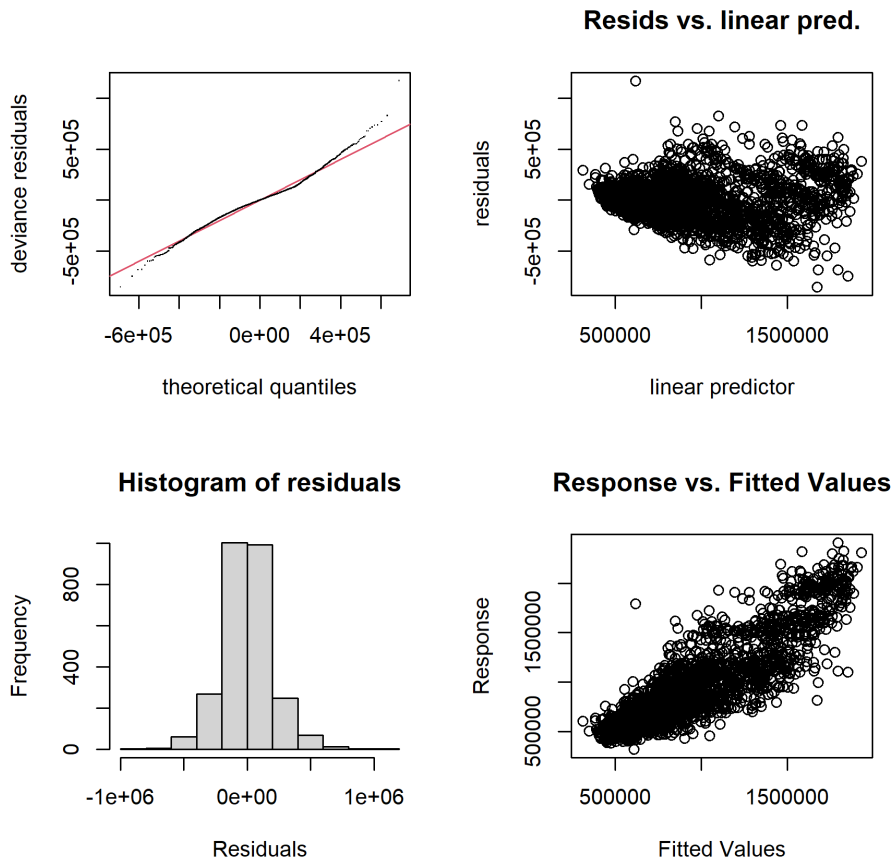 deviance residuals
5e+05
-5e+05
-6e+05 0e+00 4e+05
theoretical quantiles
Resids vs. linear pred.
residuals
5e+05
-5e+05
500000 1500000
linear predictor
Histogram of residuals
Frequency
800
400
0
-1e+06 0e+00 1e+06
Residuals
Response vs. Fitted Values
Response
1500000
500000
500000 1500000
Fitted Values